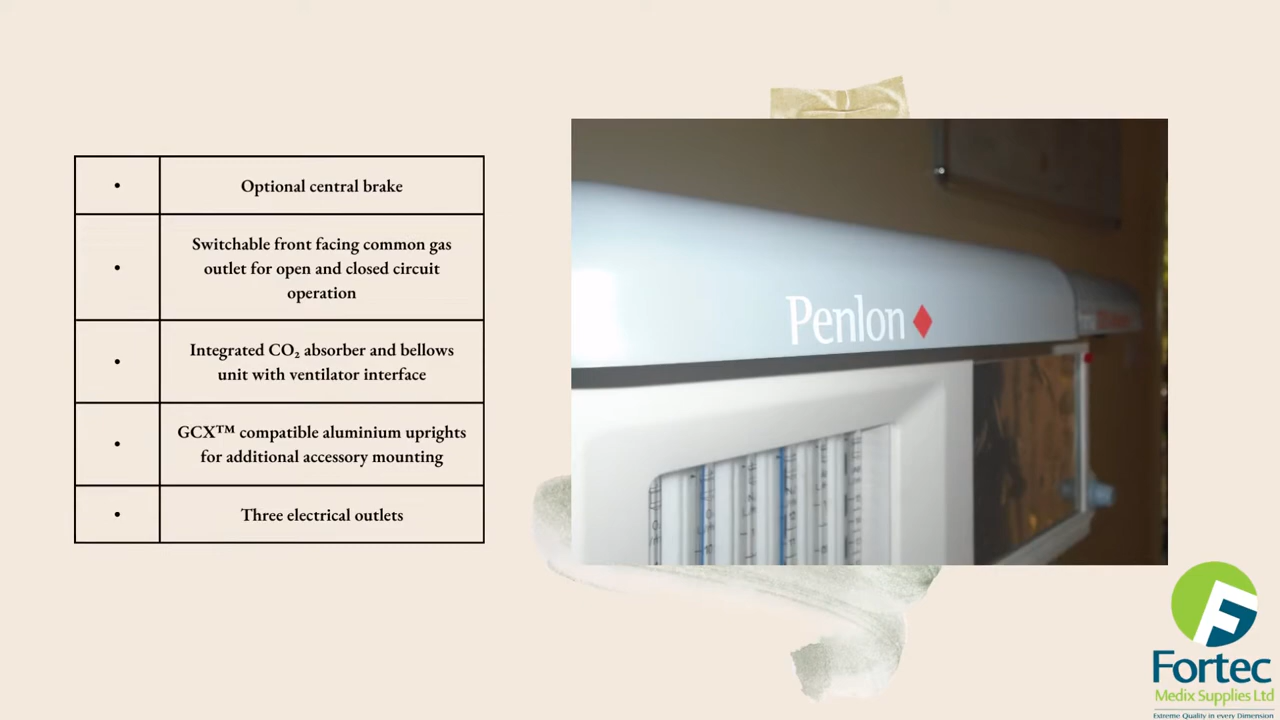 • Optional central brake
• Switchable front facing common gas
outlet for open and closed circuit
operation
• Integrated CO₂ absorber and bellows
unit with ventilator interface
• GCX™ compatible aluminium uprights
for additional accessory mounting
• Three electrical outlets
Penlon
Fortec
Medix Supplies Ltd
Extreme Quality in every Dimension